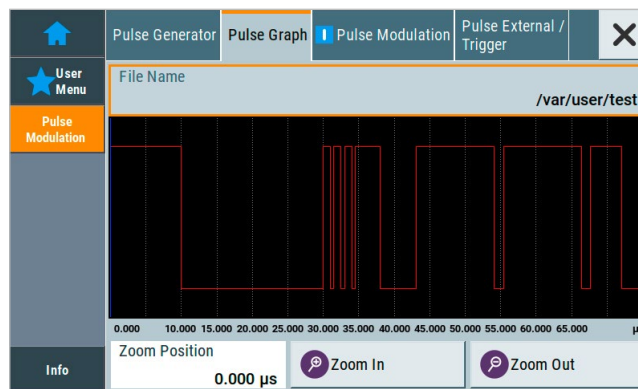 Pulse Generator
Pulse Graph
Pulse Modulation
Pulse External /
Trigger
User
Menu
File Name
/var/user/test
Pulse
Modulation
0.000 10.000 15.000 20.000 25.000 30.000 35.000 40.000 45.000 50.000 55.000 60.000 65.000
Info
Zoom Position
0.000 µs
Zoom In
Zoom Out